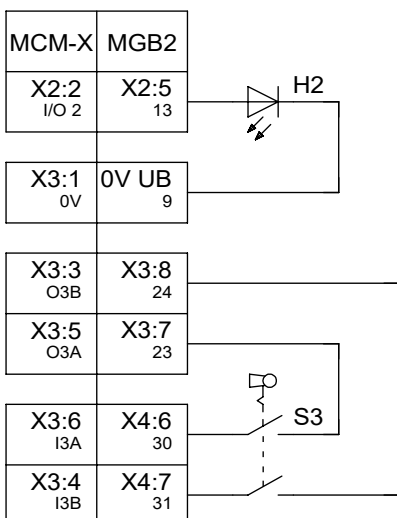 MCM-X MGB2
X2:2 X2:5 H2
I/O 2 13
X3:1 0V UB
0V 9
X3:3 X3:8
O3B 24
X3:5 X3:7
O3A 23
X3:6 X4:6 S3
I3A 30
X3:4 X4:7
I3B 31